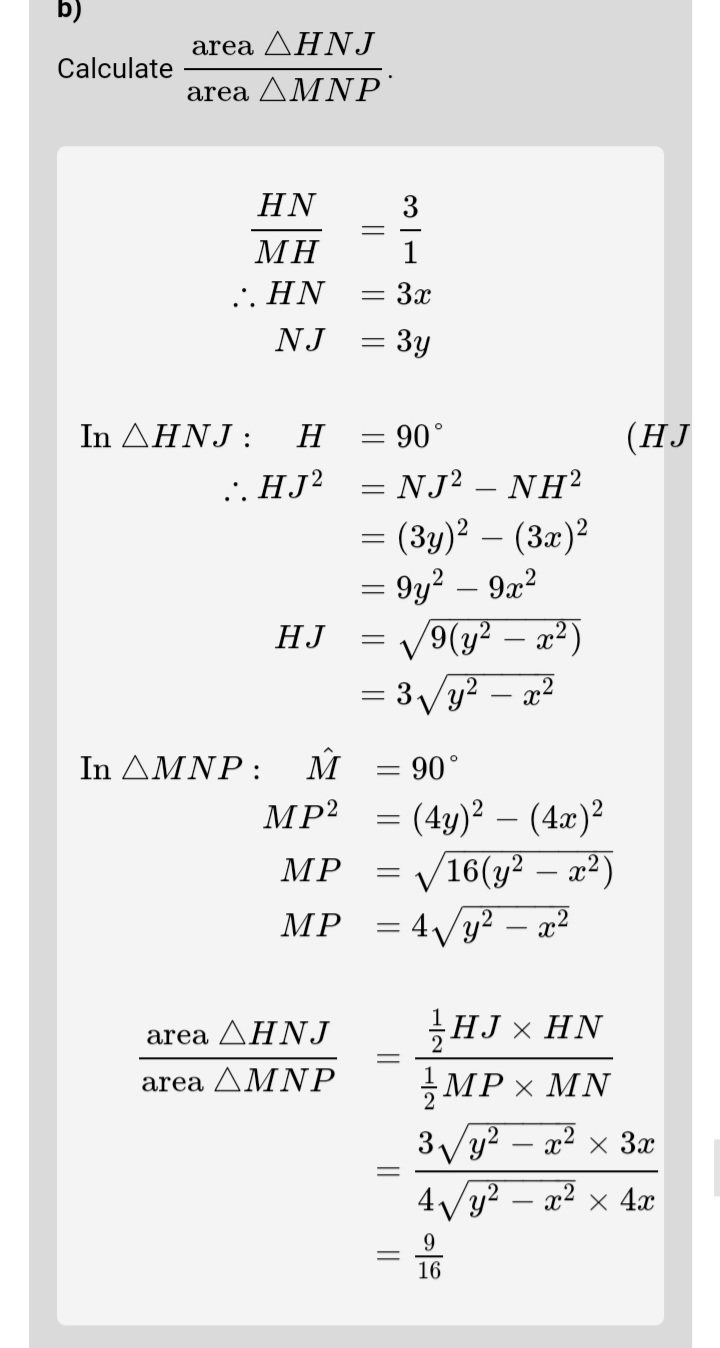 b)
Calculate area △HNJ / area △MNP.
HN / MH = 3 / 1
∴ HN = 3x
NJ = 3y
In △HNJ : H = 90° (HJ
∴ HJ² = NJ² − NH²
= (3y)² − (3x)²
= 9y² − 9x²
HJ = √(9(y² − x²))
= 3√(y² − x²)
In △MNP : M̂ = 90°
MP² = (4y)² − (4x)²
MP = √(16(y² − x²))
MP = 4√(y² − x²)
area △HNJ / area △MNP = ½HJ × HN / ½MP × MN
= 3√(y² − x²) × 3x / 4√(y² − x²) × 4x
= 9/16